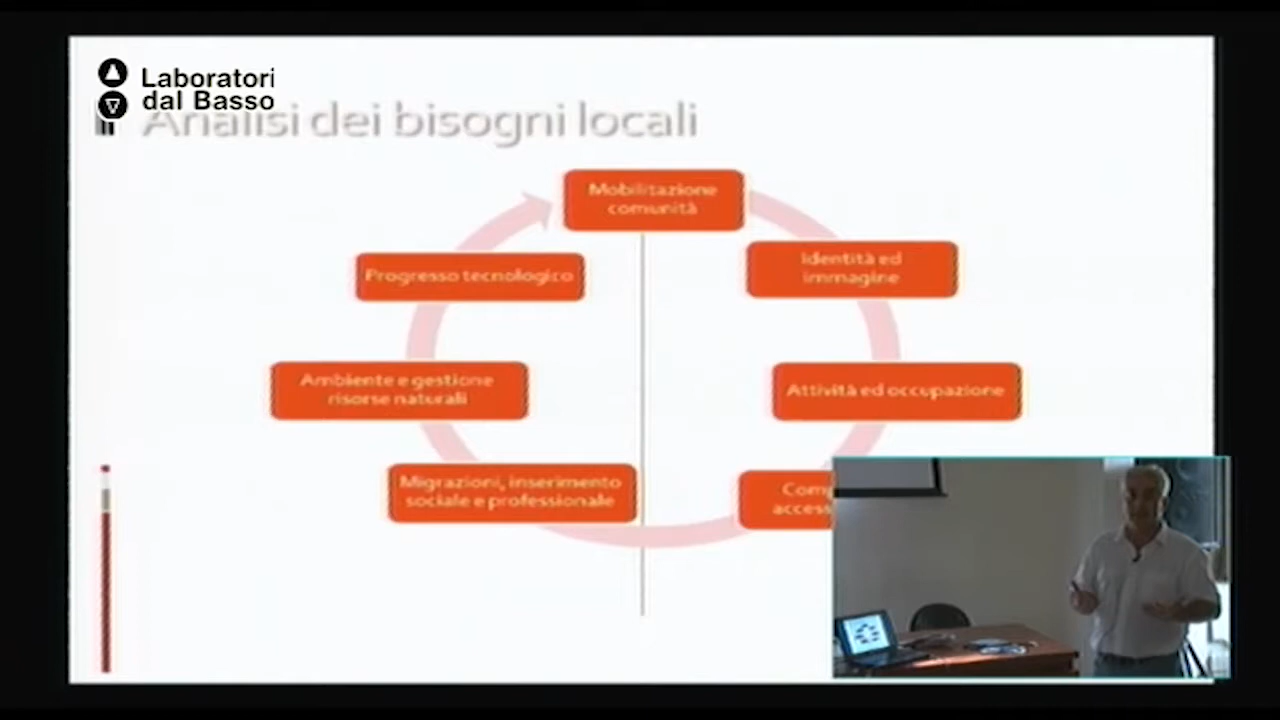 Laboratori
dal Basso
Analisi dei bisogni locali
Mobilitazione
comunità
Identità ed
immagine
Attività ed occupazione
Migrazioni, inserimento
sociale e professionale
Ambiente e gestione
risorse naturali
Progresso tecnologico